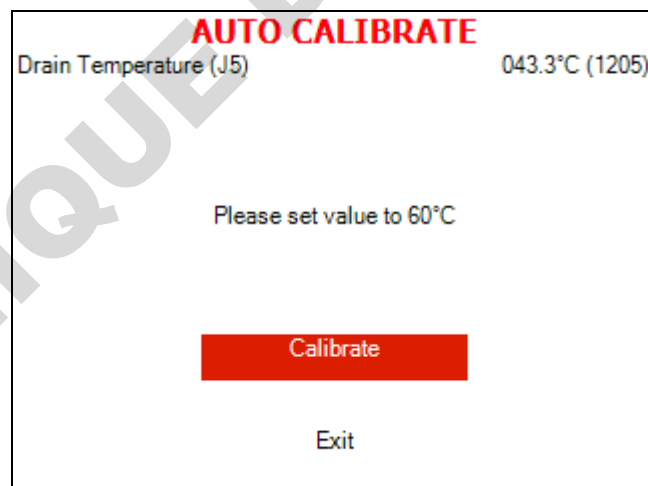 AUTO CALIBRATE
Drain Temperature (J5) 043.3°C (1205)
Please set value to 60°C
Calibrate
Exit